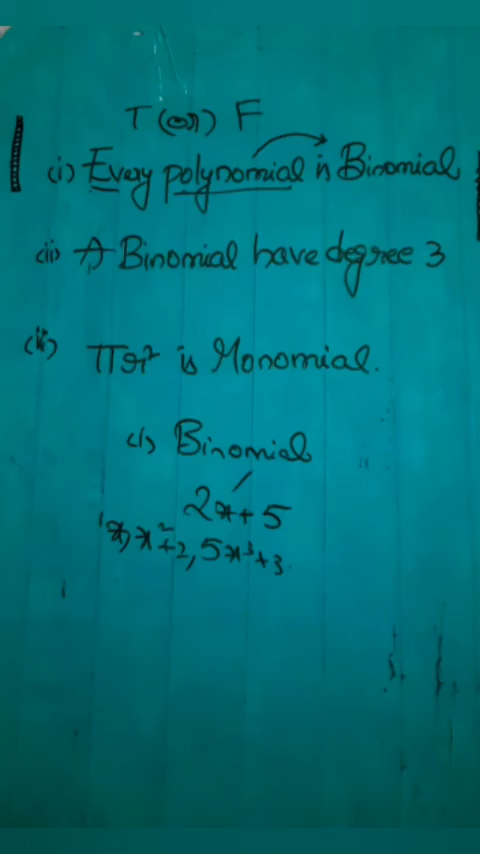 T (or) F
(i) Every polynomial is Binomial
(ii) A Binomial have degree 3
(iii) πr² is Monomial.
(i) Binomial
2x+5
x, x²+2, 5x³+3